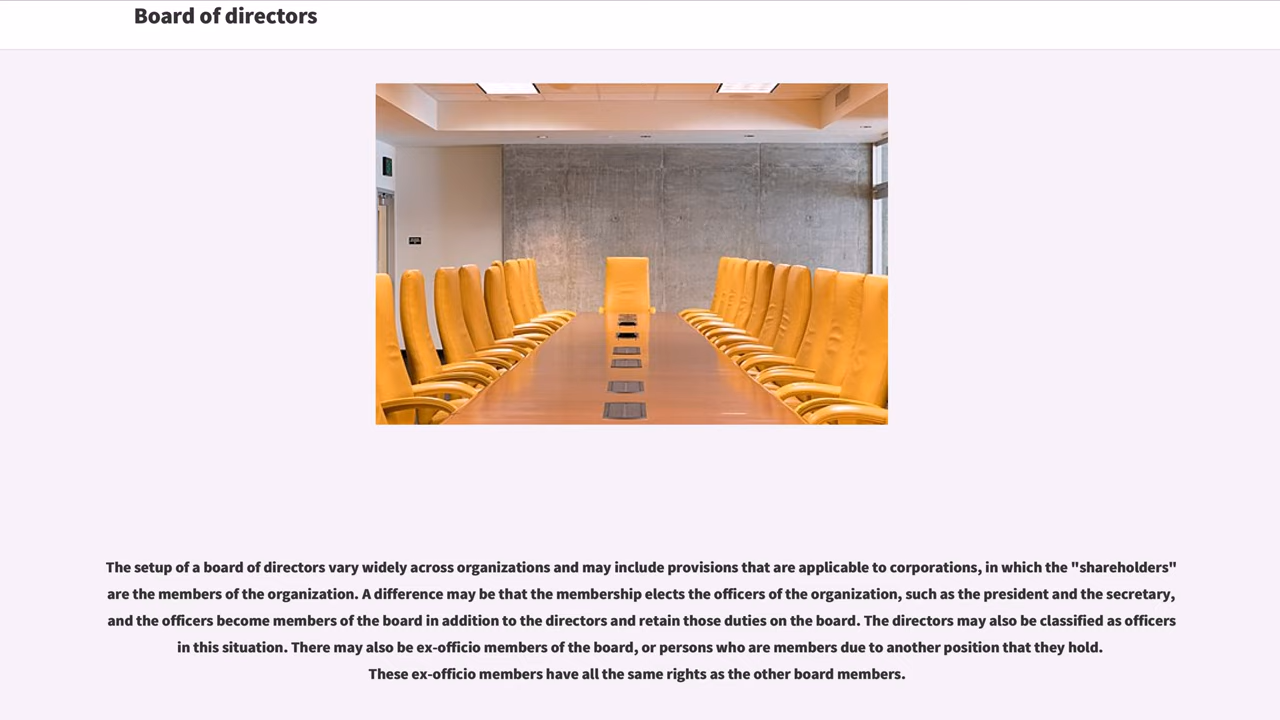 Board of directors
The setup of a board of directors vary widely across organizations and may include provisions that are applicable to corporations, in which the "shareholders"
are the members of the organization. A difference may be that the membership elects the officers of the organization, such as the president and the secretary,
and the officers become members of the board in addition to the directors and retain those duties on the board. The directors may also be classified as officers
in this situation. There may also be ex-officio members of the board, or persons who are members due to another position that they hold.
These ex-officio members have all the same rights as the other board members.